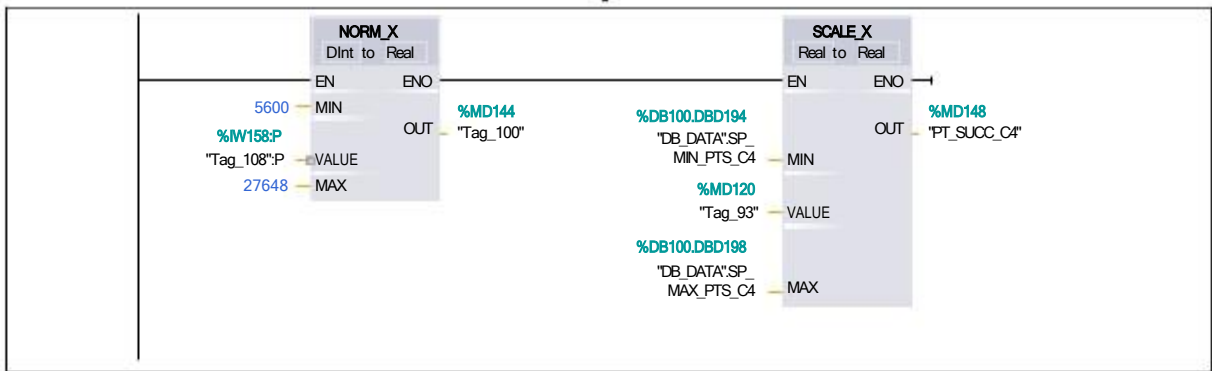 NORM_X
DInt to Real
EN ENO
5600 MIN
%MD144
OUT "Tag_100"
%IW158:P
"Tag_108":P VALUE
27648 MAX
SCALE_X
Real to Real
EN ENO
%DB100.DBD194
"DB_DATA".SP_
MIN_PTS_C4 MIN
%MD148
OUT "PT_SUCC_C4"
%MD120
"Tag_93" VALUE
%DB100.DBD198
"DB_DATA".SP_
MAX_PTS_C4 MAX